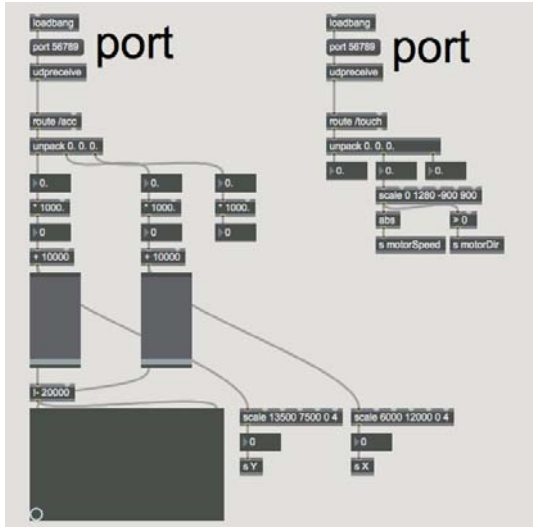 loadbang
port 56789
port
udpreceive
route /acc
unpack 0. 0. 0.
0.
0.
0.
* 1000.
* 1000.
* 1000.
0
0
0
+ 10000
+ 10000
!- 20000
scale 13500 7500 0 4
scale 6000 12000 0 4
0
0
s Y
s X
loadbang
port 56789
port
udpreceive
route /touch
unpack 0. 0. 0.
0.
0.
0.
scale 0 1280 -900 900
abs
> 0
s motorSpeed
s motorDir